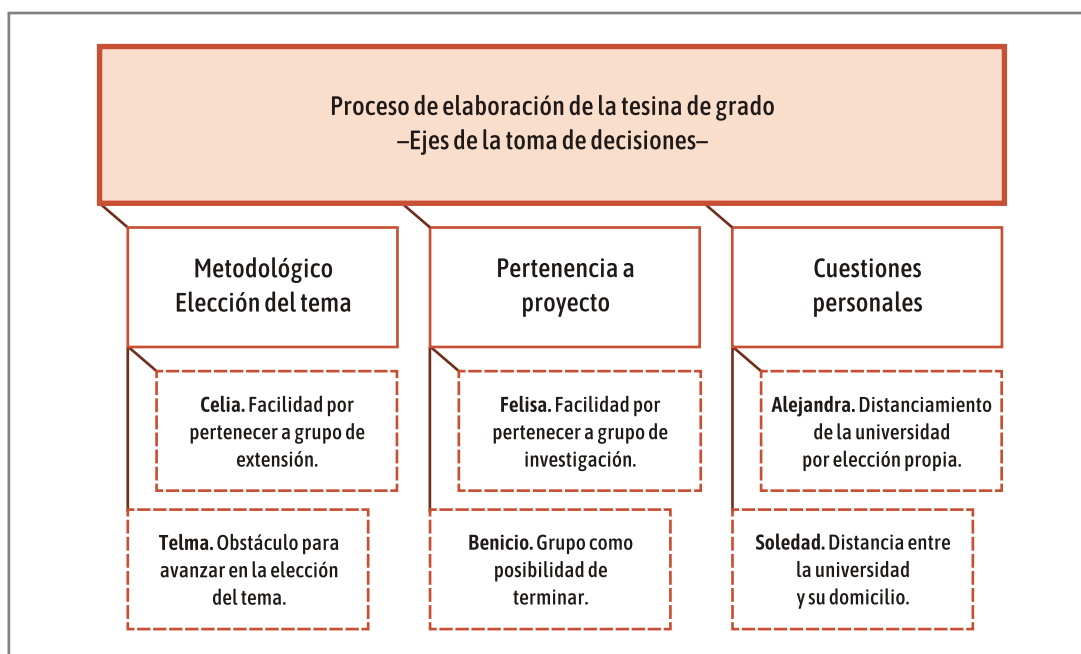 Proceso de elaboración de la tesina de grado
–Ejes de la toma de decisiones–
Metodológico
Elección del tema
Celia. Facilidad por
pertenecer a grupo de
extensión.
Telma. Obstáculo para
avanzar en la elección
del tema.
Pertenencia a
proyecto
Felisa. Facilidad por
pertenecer a grupo de
investigación.
Benicio. Grupo como
posibilidad de
terminar.
Cuestiones
personales
Alejandra. Distanciamiento
de la universidad
por elección propia.
Soledad. Distancia entre
la universidad
y su domicilio.